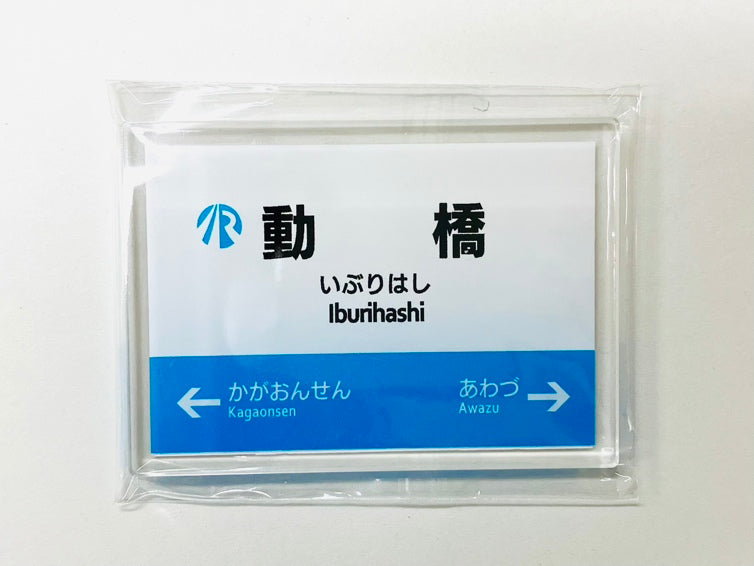 IR 動橋
いぶりはし
Iburihashi
← かがおんせん あわづ →
Kagaonsen Awazu